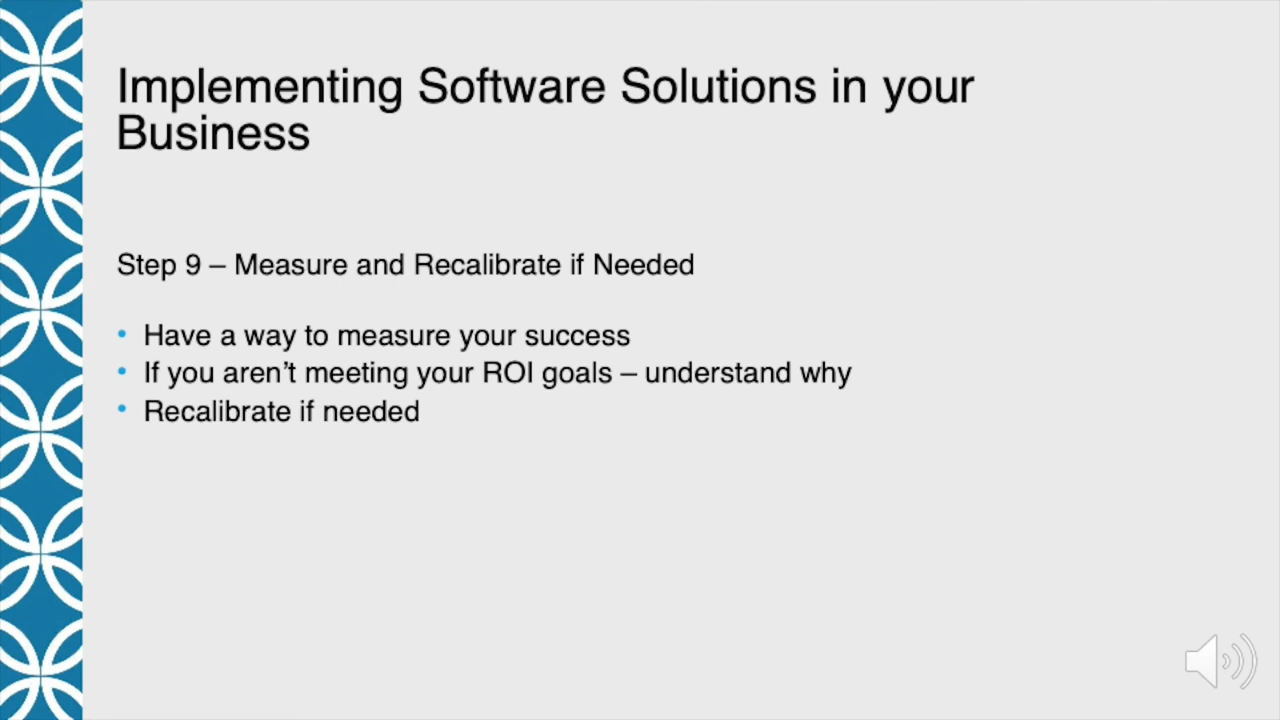 Implementing Software Solutions in your
Business
Step 9 – Measure and Recalibrate if Needed
• Have a way to measure your success
• If you aren’t meeting your ROI goals – understand why
• Recalibrate if needed